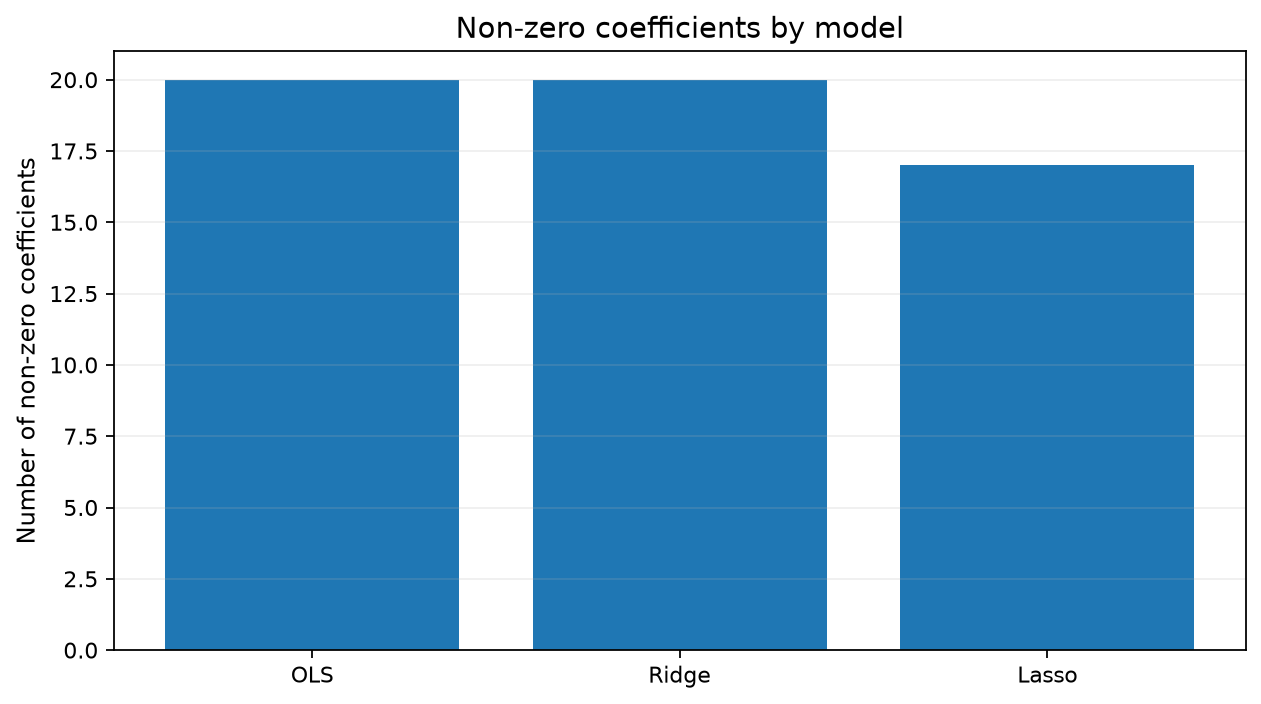 Non-zero coefficients by model
Number of non-zero coefficients
20.0
17.5
15.0
12.5
10.0
7.5
5.0
2.5
0.0
OLS
Ridge
Lasso